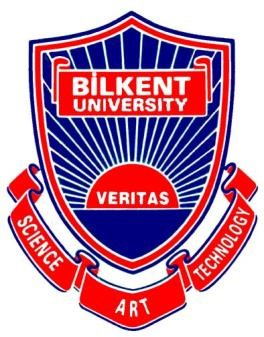 BİLKENT
UNIVERSITY
VERITAS
SCIENCE
ART
TECHNOLOGY